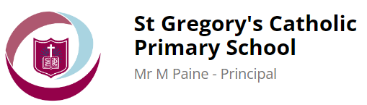 St Gregory's Catholic
Primary School
Mr M Paine - Principal